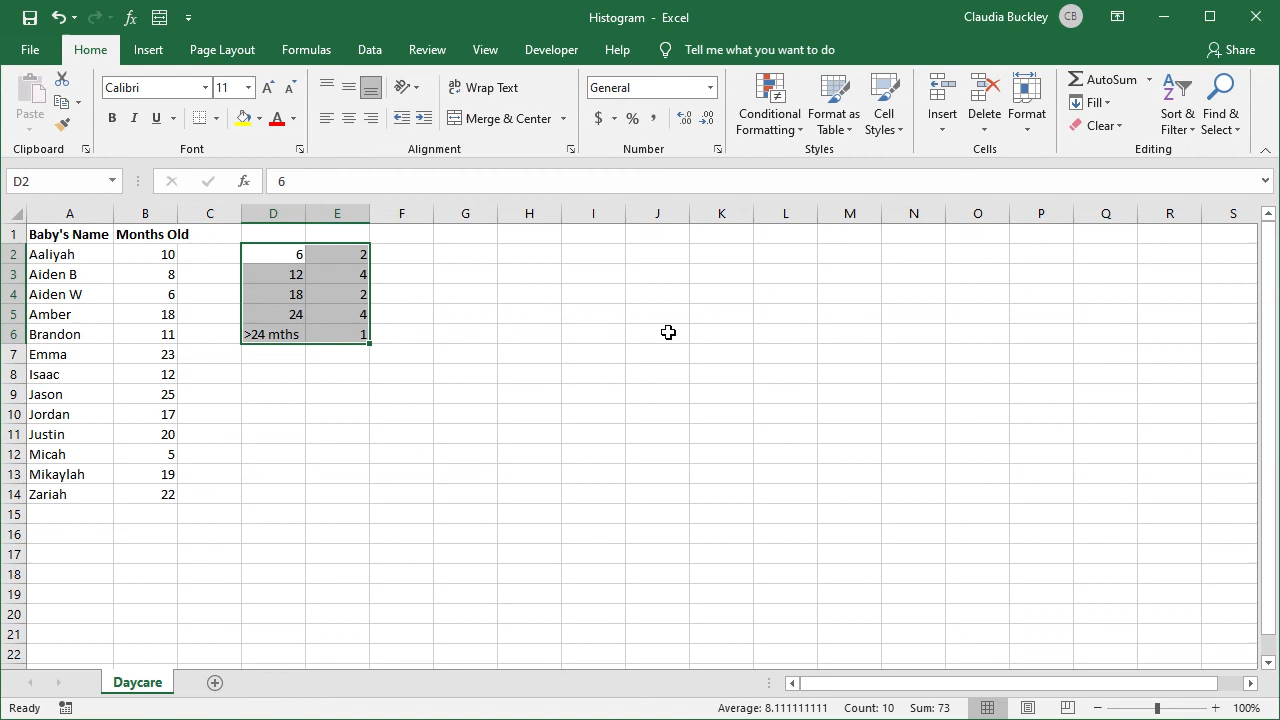 Histogram - Excel
Claudia Buckley CB
File Home Insert Page Layout Formulas Data Review View Developer Help Tell me what you want to do Share
Paste
Clipboard
Calibri 11
B I U
Font
Wrap Text
Merge & Center
Alignment
General
$ % ,
Number
Conditional Formatting
Format as Table
Cell Styles
Styles
Insert Delete Format
Cells
AutoSum
Fill
Clear
Sort & Filter
Find & Select
Editing
D2 fx 6
A B C D E F G H I J K L M N O P Q R S
1 Baby's Name Months Old
2 Aaliyah 10 6 2
3 Aiden B 8 12 4
4 Aiden W 6 18 2
5 Amber 18 24 4
6 Brandon 11 >24 mths 1
7 Emma 23
8 Isaac 12
9 Jason 25
10 Jordan 17
11 Justin 20
12 Micah 5
13 Mikaylah 19
14 Zariah 22
15
16
17
18
19
20
21
22
Daycare
Ready Average: 8.111111111 Count: 10 Sum: 73 100%